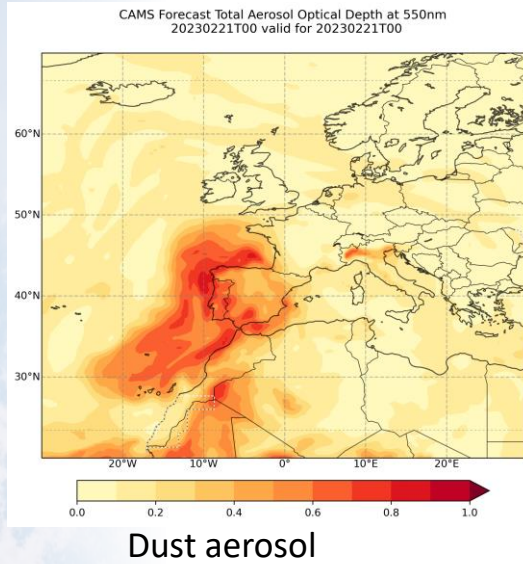 CAMS Forecast Total Aerosol Optical Depth at 550nm
20230221T00 valid for 20230221T00
60°N
50°N
40°N
30°N
20°W 10°W 0° 10°E 20°E
0.0 0.2 0.4 0.6 0.8 1.0
Dust aerosol